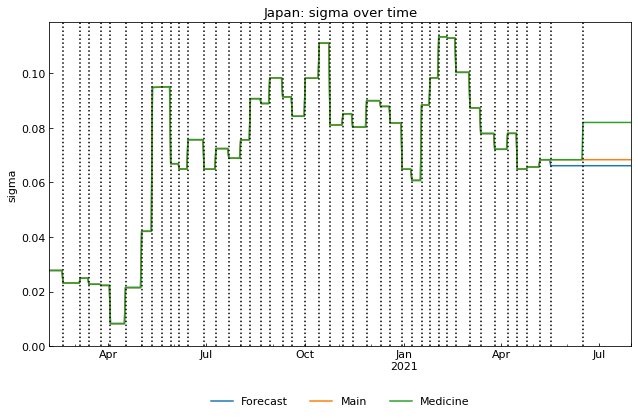 Japan: sigma over time
sigma
0.10
0.08
0.06
0.04
0.02
0.00
Apr Jul Oct Jan Apr Jul
2021
Forecast Main Medicine